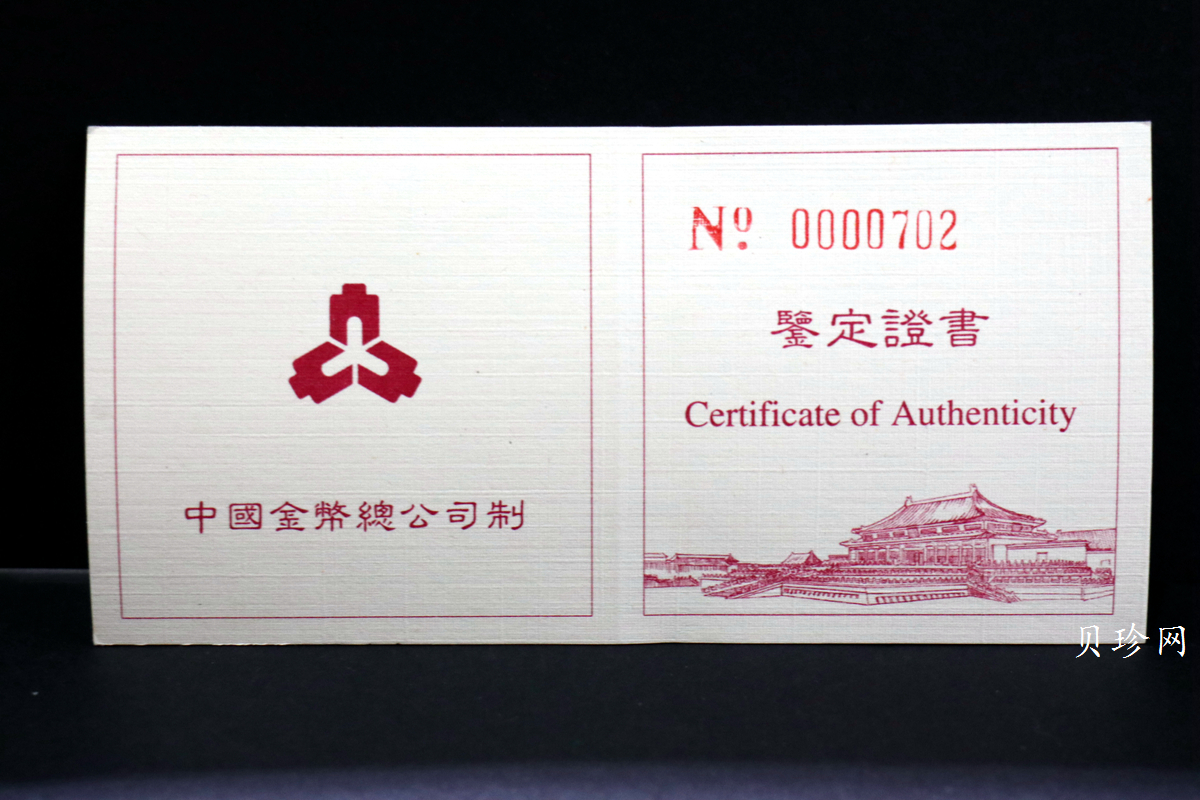 中國金幣總公司制
Nº 0000702
鑒定證書
Certificate of Authenticity
贝珍网